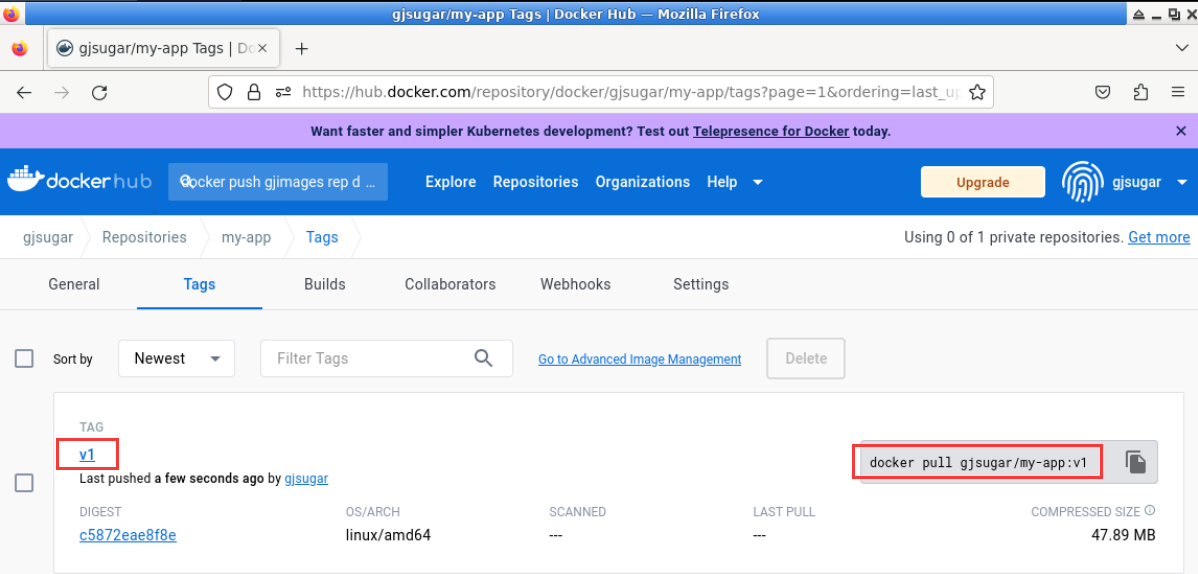 gjsugar/my-app Tags | Docker Hub — Mozilla Firefox
gjsugar/my-app Tags | Do
https://hub.docker.com/repository/docker/gjsugar/my-app/tags?page=1&ordering=last_up
Want faster and simpler Kubernetes development? Test out Telepresence for Docker today.
dockerhub docker push gjimages rep d ... Explore Repositories Organizations Help Upgrade gjsugar
gjsugar Repositories my-app Tags Using 0 of 1 private repositories. Get more
General Tags Builds Collaborators Webhooks Settings
Sort by Newest Filter Tags Go to Advanced Image Management Delete
TAG
v1
docker pull gjsugar/my-app:v1
Last pushed a few seconds ago by gjsugar
DIGEST OS/ARCH SCANNED LAST PULL COMPRESSED SIZE
c5872eae8f8e linux/amd64 --- --- 47.89 MB